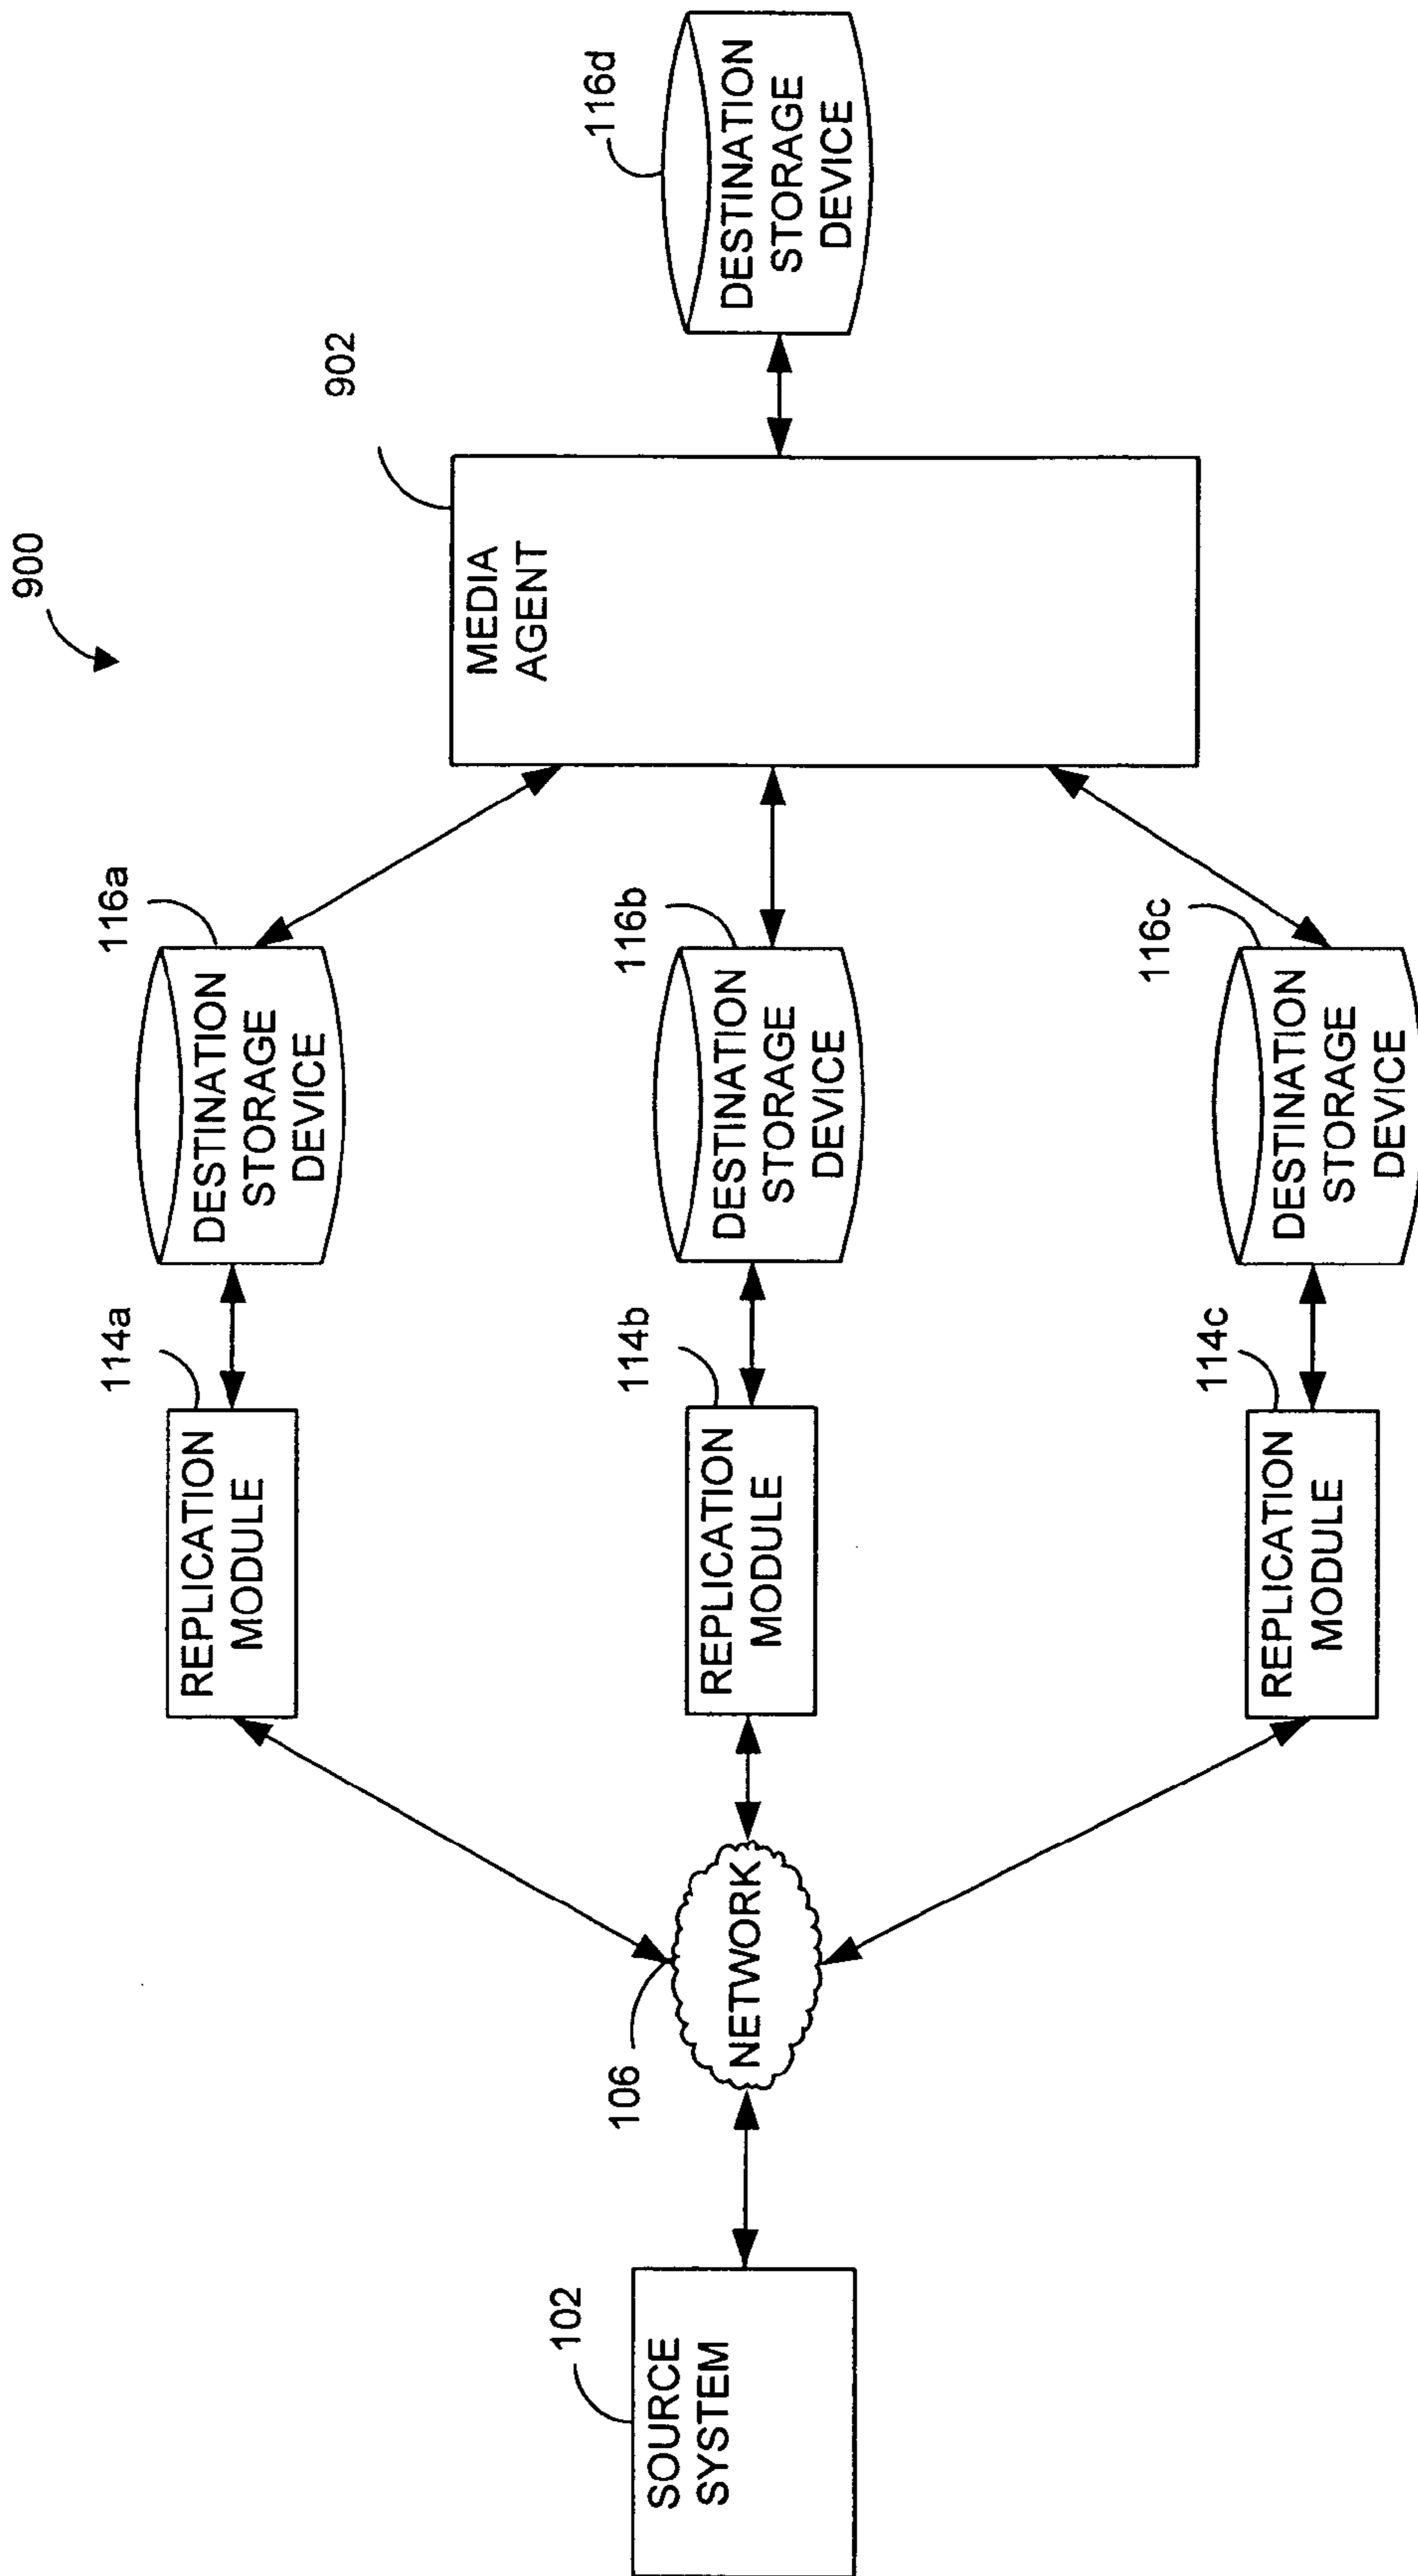 900
902
116a
116b
116c
116d
114a
114b
114c
106
102
SOURCE
SYSTEM
NETWORK
REPLICATION
MODULE
REPLICATION
MODULE
REPLICATION
MODULE
DESTINATION
STORAGE
DEVICE
DESTINATION
STORAGE
DEVICE
DESTINATION
STORAGE
DEVICE
MEDIA
AGENT
DESTINATION
STORAGE
DEVICE